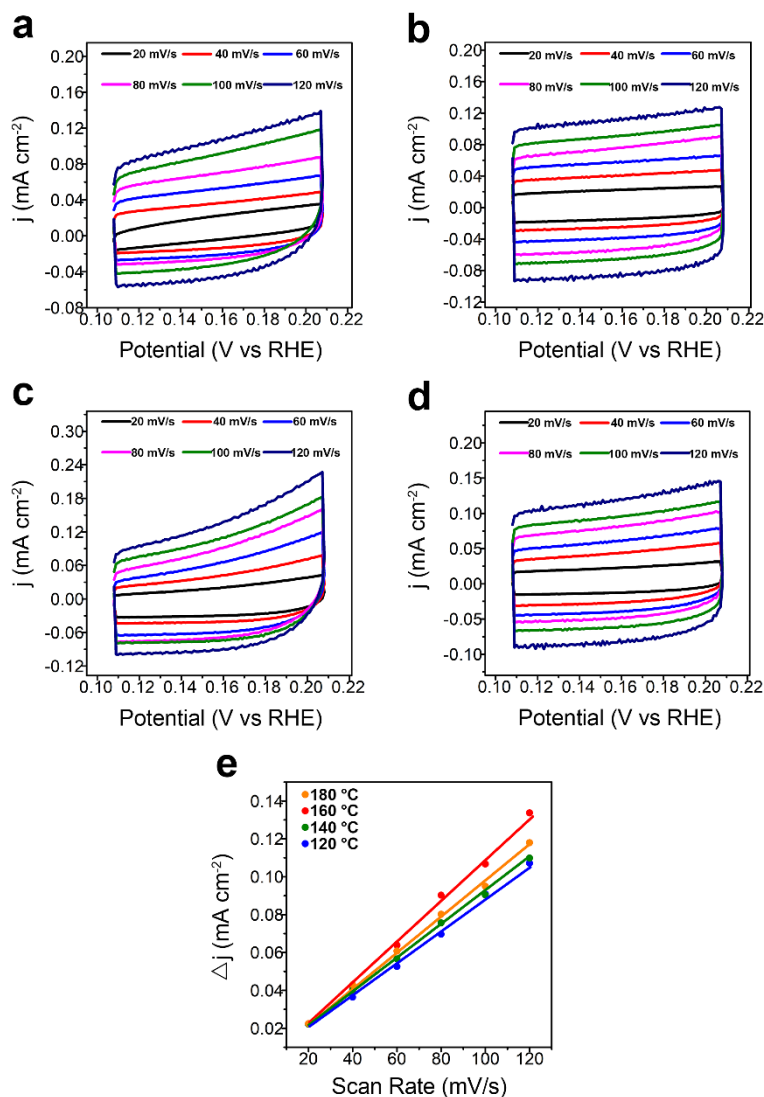 a
20 mV/s 40 mV/s 60 mV/s
80 mV/s 100 mV/s 120 mV/s
0.20
0.16
0.12
0.08
0.04
0.00
-0.04
-0.08
j (mA cm⁻²)
0.10 0.12 0.14 0.16 0.18 0.20 0.22
Potential (V vs RHE)
b
20 mV/s 40 mV/s 60 mV/s
80 mV/s 100 mV/s 120 mV/s
0.20
0.16
0.12
0.08
0.04
0.00
-0.04
-0.08
-0.12
j (mA cm⁻²)
0.10 0.12 0.14 0.16 0.18 0.20 0.22
Potential (V vs RHE)
c
20 mV/s 40 mV/s 60 mV/s
80 mV/s 100 mV/s 120 mV/s
0.30
0.24
0.18
0.12
0.06
0.00
-0.06
-0.12
j (mA cm⁻²)
0.10 0.12 0.14 0.16 0.18 0.20 0.22
Potential (V vs RHE)
d
20 mV/s 40 mV/s 60 mV/s
80 mV/s 100 mV/s 120 mV/s
0.20
0.15
0.10
0.05
0.00
-0.05
-0.10
j (mA cm⁻²)
0.10 0.12 0.14 0.16 0.18 0.20 0.22
Potential (V vs RHE)
e
180 °C
160 °C
140 °C
120 °C
0.14
0.12
0.10
0.08
0.06
0.04
0.02
△j (mA cm⁻²)
20 40 60 80 100 120
Scan Rate (mV/s)